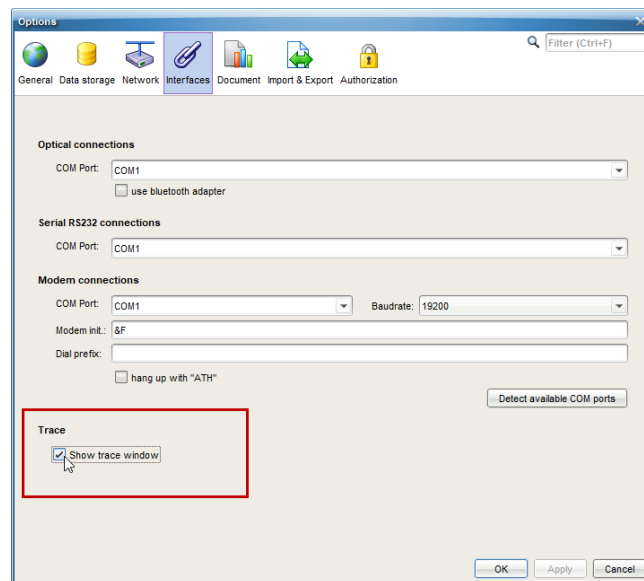 Options
Filter (Ctrl+F)
General Data storage Network Interfaces Document Import & Export Authorization
Optical connections
COM Port: COM1
use bluetooth adapter
Serial RS232 connections
COM Port: COM1
Modem connections
COM Port: COM1 Baudrate: 19200
Modem init.: &F
Dial prefix:
hang up with "ATH"
Detect available COM ports
Trace
Show trace window
OK Apply Cancel